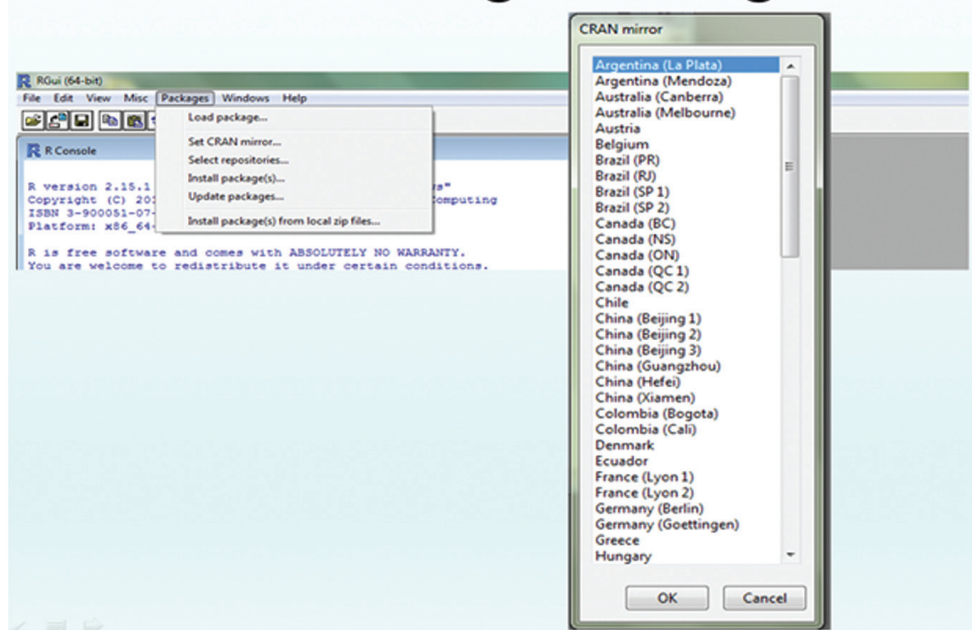 RGui (64-bit)
File Edit View Misc Packages Windows Help
Load package...
Set CRAN mirror...
Select repositories...
Install package(s)...
Update packages...
Install package(s) from local zip files...
R Console
R version 2.15.1
Copyright (C)
Computing
ISBN 3-900051-07-
Platform: x86_64-
R is free software and comes with ABSOLUTELY NO WARRANTY.
You are welcome to redistribute it under certain conditions.
CRAN mirror
Argentina (La Plata)
Argentina (Mendoza)
Australia (Canberra)
Australia (Melbourne)
Austria
Belgium
Brazil (PR)
Brazil (RJ)
Brazil (SP 1)
Brazil (SP 2)
Canada (BC)
Canada (NS)
Canada (ON)
Canada (QC 1)
Canada (QC 2)
Chile
China (Beijing 1)
China (Beijing 2)
China (Beijing 3)
China (Guangzhou)
China (Hefei)
China (Xiamen)
Colombia (Bogota)
Colombia (Cali)
Denmark
Ecuador
France (Lyon 1)
France (Lyon 2)
Germany (Berlin)
Germany (Goettingen)
Greece
Hungary
OK Cancel